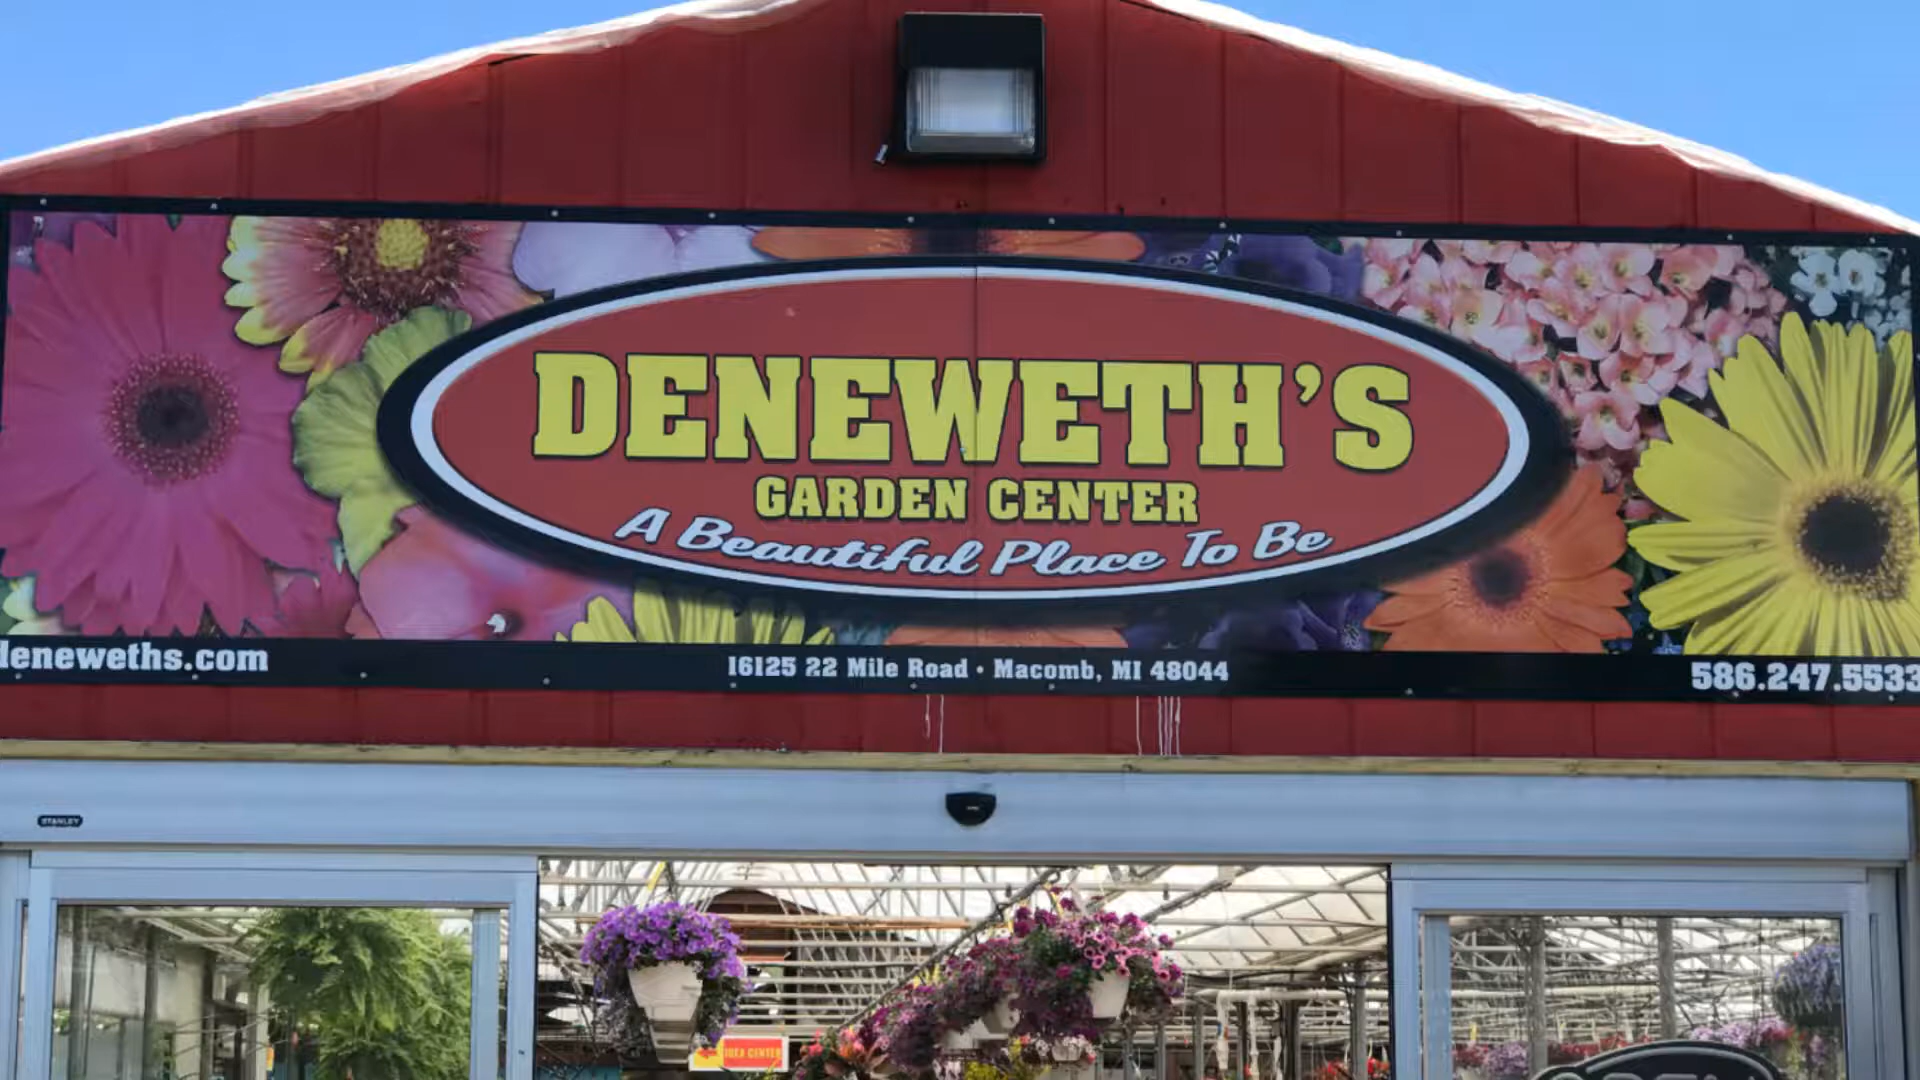 DENEWETH'S
GARDEN CENTER
A Beautiful Place To Be
deneweths.com
16125 22 Mile Road • Macomb, MI 48044
586.247.5533
STANLEY
IDEA CENTER